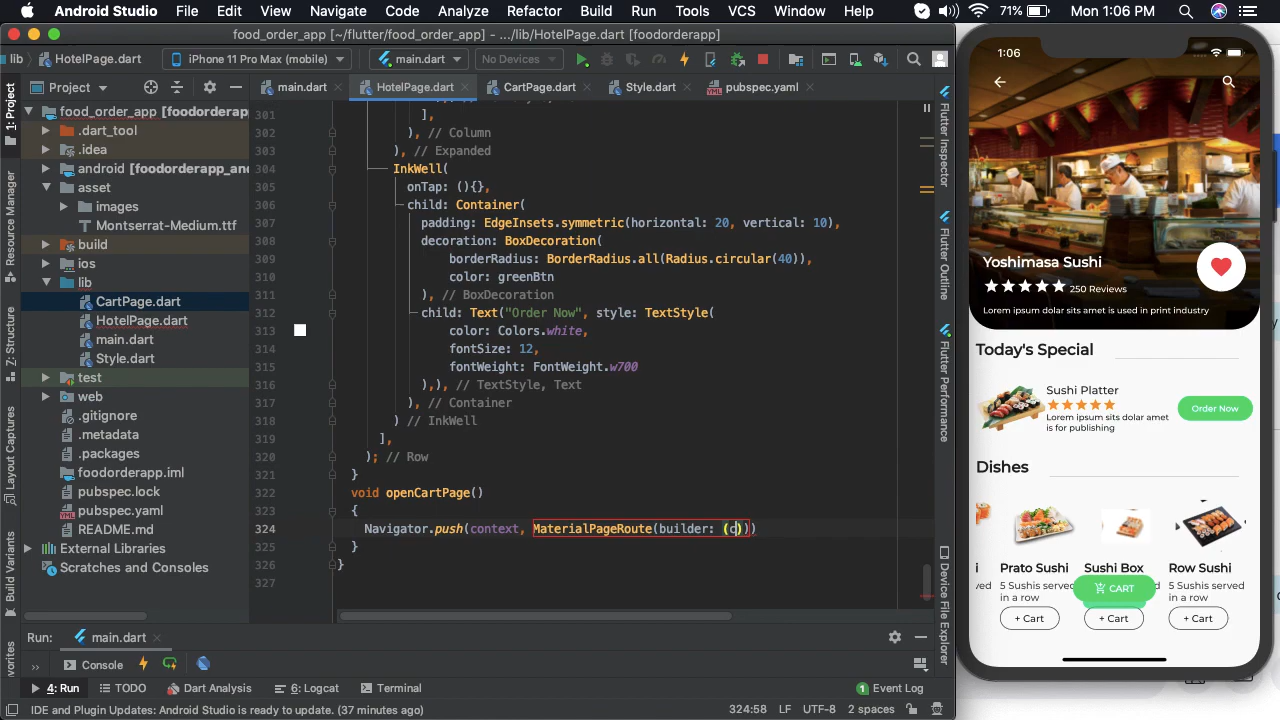 Android Studio File Edit View Navigate Code Analyze Refactor Build Run Tools VCS Window Help 71% Mon 1:06 PM
food_order_app [~/flutter/food_order_app] - .../lib/HotelPage.dart [foodorderapp]
lib HotelPage.dart iPhone 11 Pro Max (mobile) main.dart No Devices
Project main.dart HotelPage.dart CartPage.dart Style.dart pubspec.yaml
1: Project
Resource Manager
Z: Structure
Layout Captures
Build Variants
food_order_app [foodorderapp]
.dart_tool
.idea
android [foodorderapp_and
asset
images
Montserrat-Medium.ttf
build
ios
lib
CartPage.dart
HotelPage.dart
main.dart
Style.dart
test
web
.gitignore
.metadata
.packages
foodorderapp.iml
pubspec.lock
pubspec.yaml
README.md
External Libraries
Scratches and Consoles
301 ],
302 ), // Column
303 ), // Expanded
304 InkWell(
305 onTap: (){},
306 child: Container(
307 padding: EdgeInsets.symmetric(horizontal: 20, vertical: 10),
308 decoration: BoxDecoration(
309 borderRadius: BorderRadius.all(Radius.circular(40)),
310 color: greenBtn
311 ), // BoxDecoration
312 child: Text("Order Now", style: TextStyle(
313 color: Colors.white,
314 fontSize: 12,
315 fontWeight: FontWeight.w700
316 ),), // TextStyle, Text
317 ), // Container
318 ) // InkWell
319 ],
320 ); // Row
321 }
322 void openCartPage()
323 {
324 Navigator.push(context, MaterialPageRoute(builder: (c)))
325 }
326 }
327
Flutter Inspector
Flutter Outline
Flutter Performance
Device File Explorer
1:06
Yoshimasa Sushi
250 Reviews
Lorem ipsum dolor sits amet is used in print industry
Today's Special
Sushi Platter
Lorem ipsum sits dolor amet
is for publishing
Order Now
Dishes
Prato Sushi Sushi Box Row Sushi
5 Sushis served
in a row
CART
5 Sushis served
in a row
+ Cart + Cart + Cart
Run: main.dart
Console
4: Run TODO Dart Analysis 6: Logcat Terminal 1 Event Log
IDE and Plugin Updates: Android Studio is ready to update. (37 minutes ago) 324:58 LF UTF-8 2 spaces